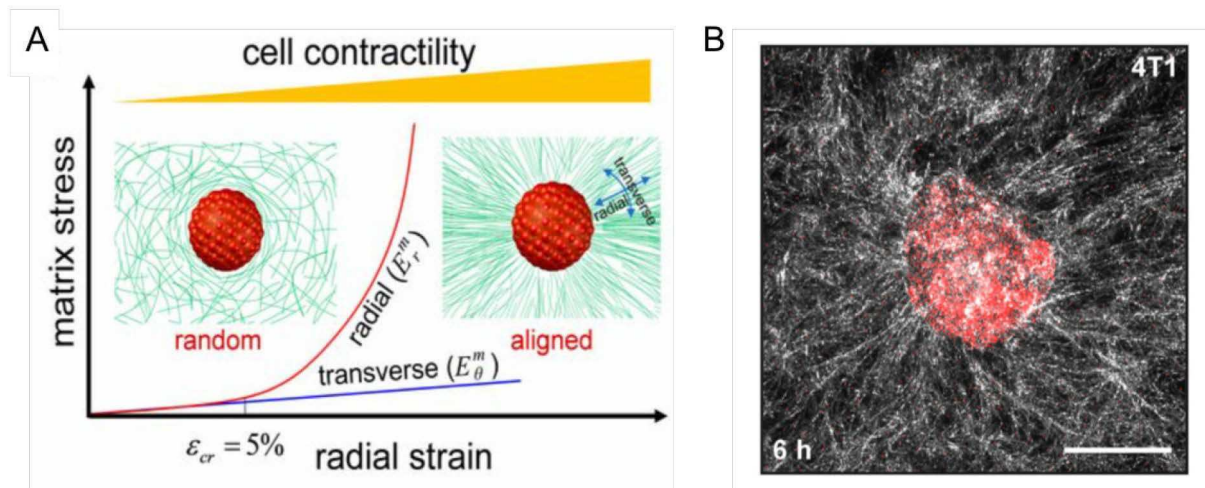 A
cell contractility
matrix stress
random
radial (E_r^m)
transverse (E_θ^m)
transverse
radial
aligned
ε_cr = 5%
radial strain
B
4T1
6 h